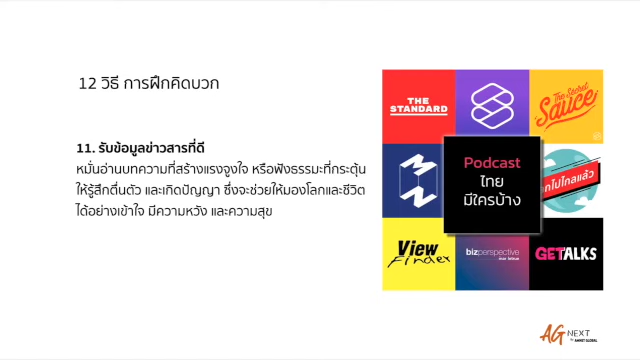 12 วิธี การฝึกคิดบวก
11. รับข้อมูลข่าวสารที่ดี
หมั่นอ่านบทความที่สร้างแรงจูงใจ หรือฟังธรรมะที่กระตุ้น
ให้รู้สึกตื่นตัว และเกิดปัญญา ซึ่งจะช่วยให้มองโลกและชีวิต
ได้อย่างเข้าใจ มีความหวัง และความสุข
THE
STANDARD
The Secret
Sauce
Podcast
ไทย
มีใครบ้าง
กไปไกลแล้ว
View
Finder
bizperspective
GETTALKS
AG NEXT
by AMNET GLOBAL